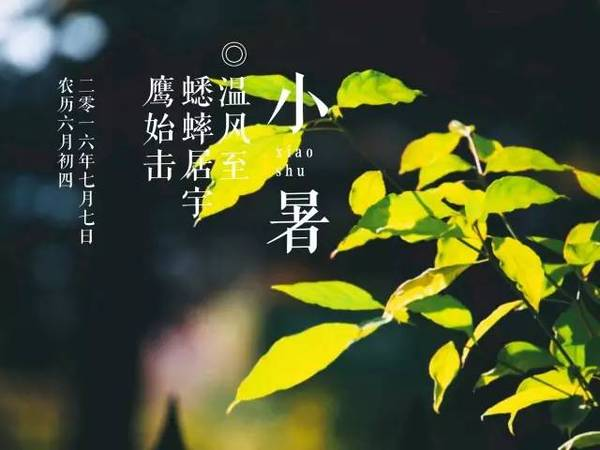 小暑
xiao
shu
◎温风至
蟋蟀居宇
鹰始击
二零一六年七月七日
农历六月初四